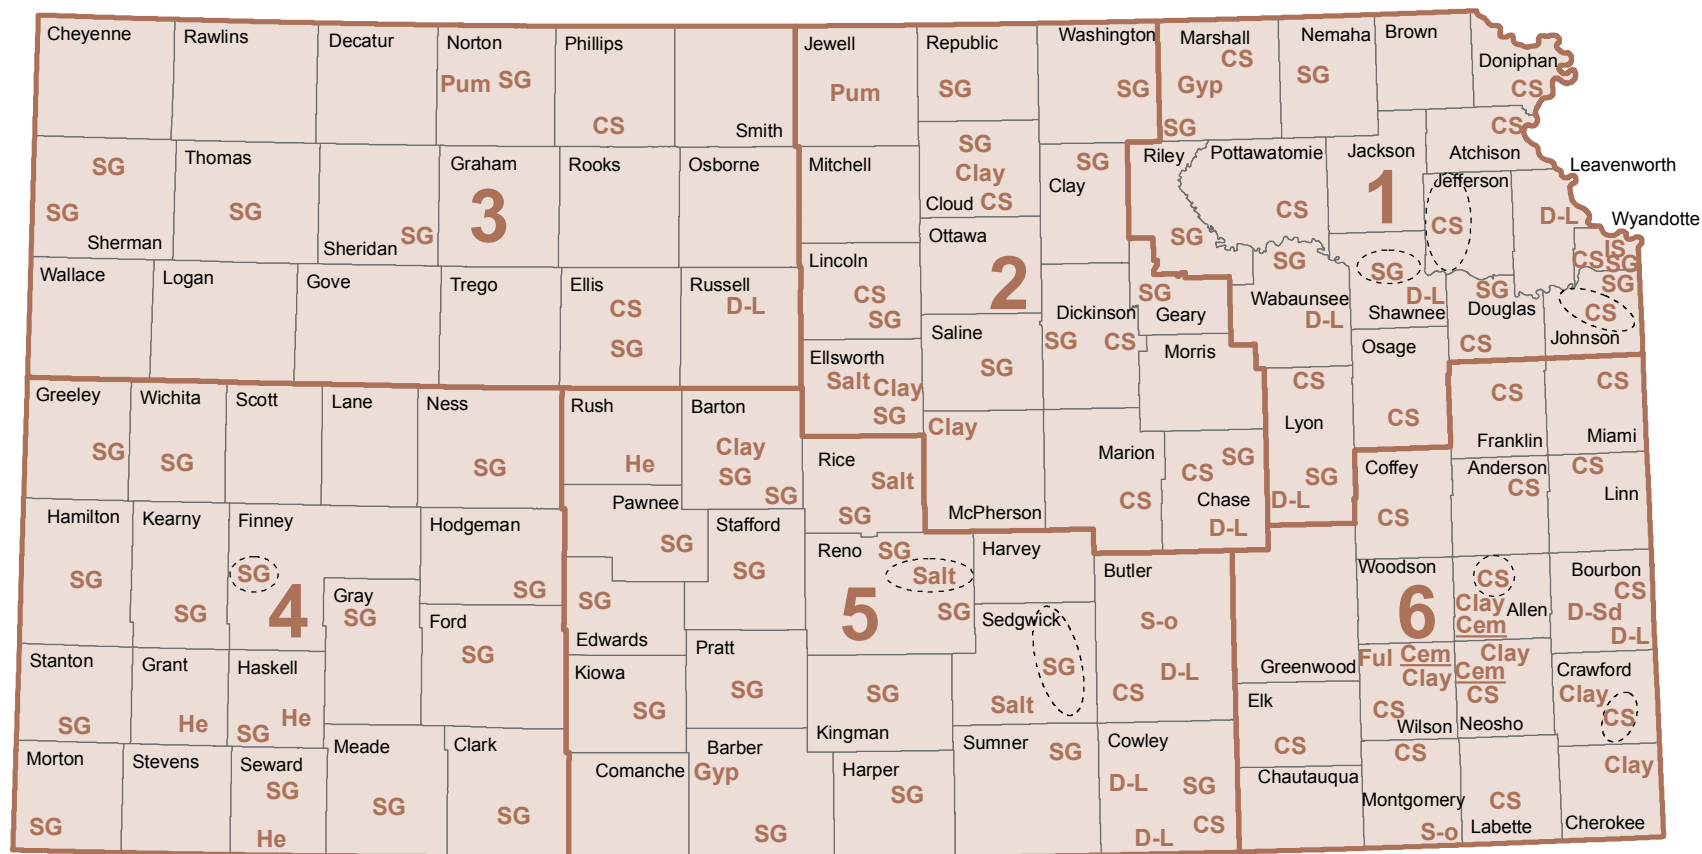 Cheyenne
Rawlins
Decatur
Norton
Pum SG
Phillips
CS
Smith
Jewell
Pum
Republic
SG
Washington
SG
Marshall
CS
Gyp
SG
Nemaha
SG
Brown
Doniphan
CS
SG
SG
Sherman
Thomas
SG
Sheridan
SG
Graham
3
Rooks
Osborne
Mitchell
SG
Clay
Cloud CS
Clay
SG
Riley
SG
Pottawatomie
CS
Jackson
1
CS
Atchison
Jefferson
CS
Leavenworth
D-L
Wyandotte
IS
CS SG
Wallace
Logan
Gove
Trego
Ellis
CS
SG
Russell
D-L
Lincoln
CS
SG
Ottawa
2
Saline
SG
Dickinson
SG
CS
SG
Geary
Morris
SG
Wabaunsee
D-L
SG
D-L
Shawnee
SG
Douglas
CS
SG
CS
Johnson
Osage
CS
Ellsworth
Salt
Clay
SG
Clay
McPherson
Marion
CS
SG
CS
Chase
D-L
CS
Lyon
SG
D-L
CS
Franklin
CS
Miami
Greeley
SG
Wichita
SG
Scott
Lane
Ness
SG
Rush
He
Barton
Clay
SG
SG
Rice
Salt
SG
Coffey
CS
Anderson
CS
CS
Linn
Hamilton
SG
Kearny
SG
Finney
SG
4
Hodgeman
SG
Gray
SG
Ford
SG
Pawnee
SG
Stafford
SG
SG
Edwards
Reno
SG
Salt
SG
5
Harvey
Sedgwick
SG
Salt
Butler
S-o
D-L
CS
Greenwood
Woodson
6
CS
Clay
Allen
Cem
Bourbon
CS
D-Sd
D-L
Stanton
SG
Grant
He
Haskell
He
SG
Kiowa
SG
Pratt
SG
SG
Kingman
Elk
CS
Ful
Cem
Clay
CS
Wilson
Clay
Cem
CS
Neosho
Crawford
Clay
CS
Morton
SG
Stevens
Seward
SG
He
Meade
SG
Clark
SG
Comanche
Barber
Gyp
SG
Harper
SG
Sumner
SG
Cowley
D-L
SG
CS
D-L
Chautauqua
CS
Montgomery
S-o
CS
Labette
Clay
Cherokee